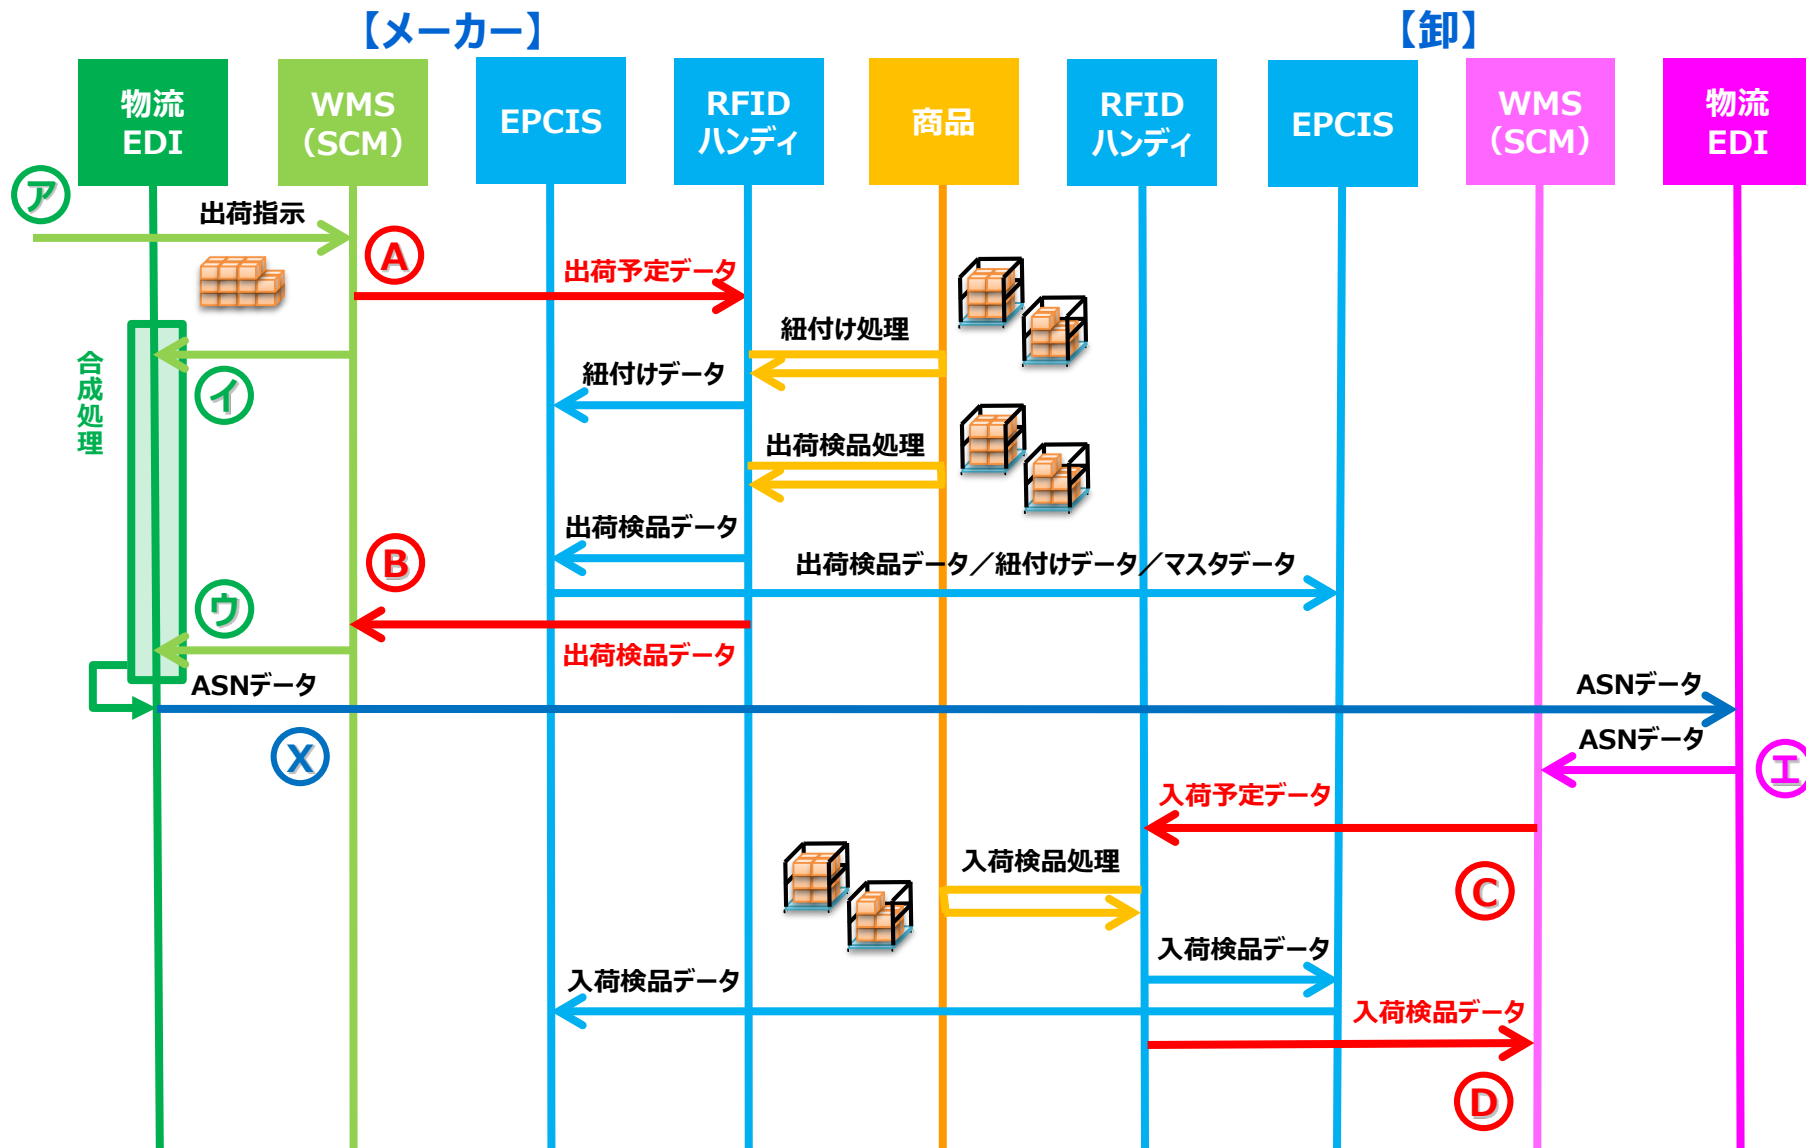 【メーカー】
【卸】
物流
EDI
WMS
（SCM）
EPCIS
RFID
ハンディ
商品
RFID
ハンディ
EPCIS
WMS
（SCM）
物流
EDI
ア
出荷指示
A
出荷予定データ
紐付け処理
合成処理
イ
紐付けデータ
出荷検品処理
出荷検品データ
B
出荷検品データ／紐付けデータ／マスタデータ
ウ
出荷検品データ
ASNデータ
ASNデータ
X
ASNデータ
エ
入荷予定データ
入荷検品処理
C
入荷検品データ
入荷検品データ
入荷検品データ
D